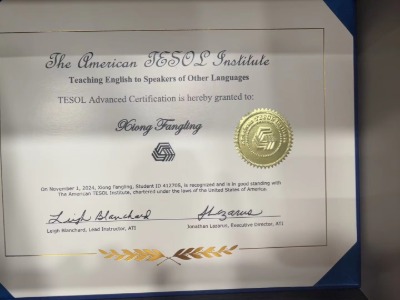 The American TESOL Institute
Teaching English to Speakers of Other Languages
TESOL Advanced Certification is hereby granted to:
Xiong Fangling
On November 1, 2024, Xiong Fangling, Student ID 412705, is recognized and is in good standing with
The American TESOL Institute, chartered under the laws of the United States of America.
Leigh Blanchard
Leigh Blanchard, Lead Instructor, ATI
Jonathan Lazarus, Executive Director, ATI